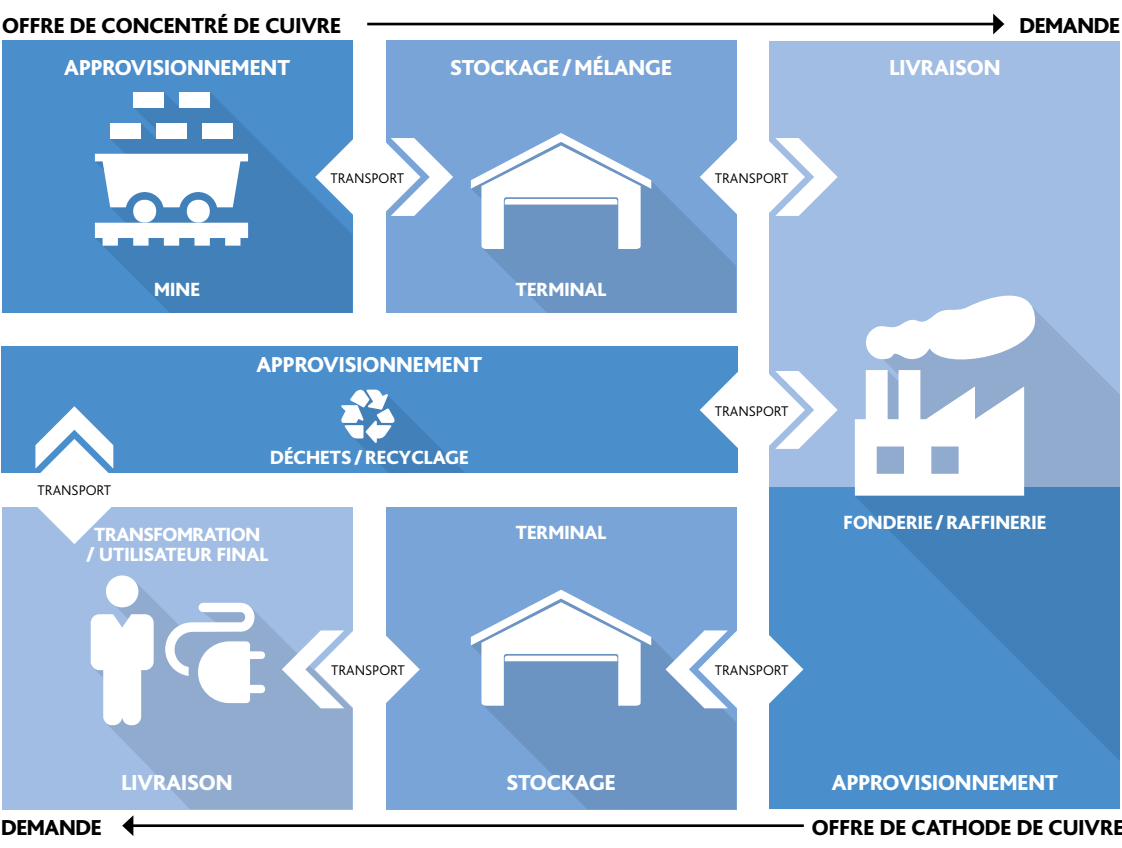 OFFRE DE CONCENTRÉ DE CUIVRE
DEMANDE
APPROVISIONNEMENT
STOCKAGE / MÉLANGE
LIVRAISON
TRANSPORT
TRANSPORT
MINE
TERMINAL
APPROVISIONNEMENT
TRANSPORT
DÉCHETS / RECYCLAGE
TRANSPORT
FONDERIE / RAFFINERIE
TRANSFOMRATION
/ UTILISATEUR FINAL
TERMINAL
TRANSPORT
TRANSPORT
LIVRAISON
STOCKAGE
APPROVISIONNEMENT
DEMANDE
OFFRE DE CATHODE DE CUIVRE